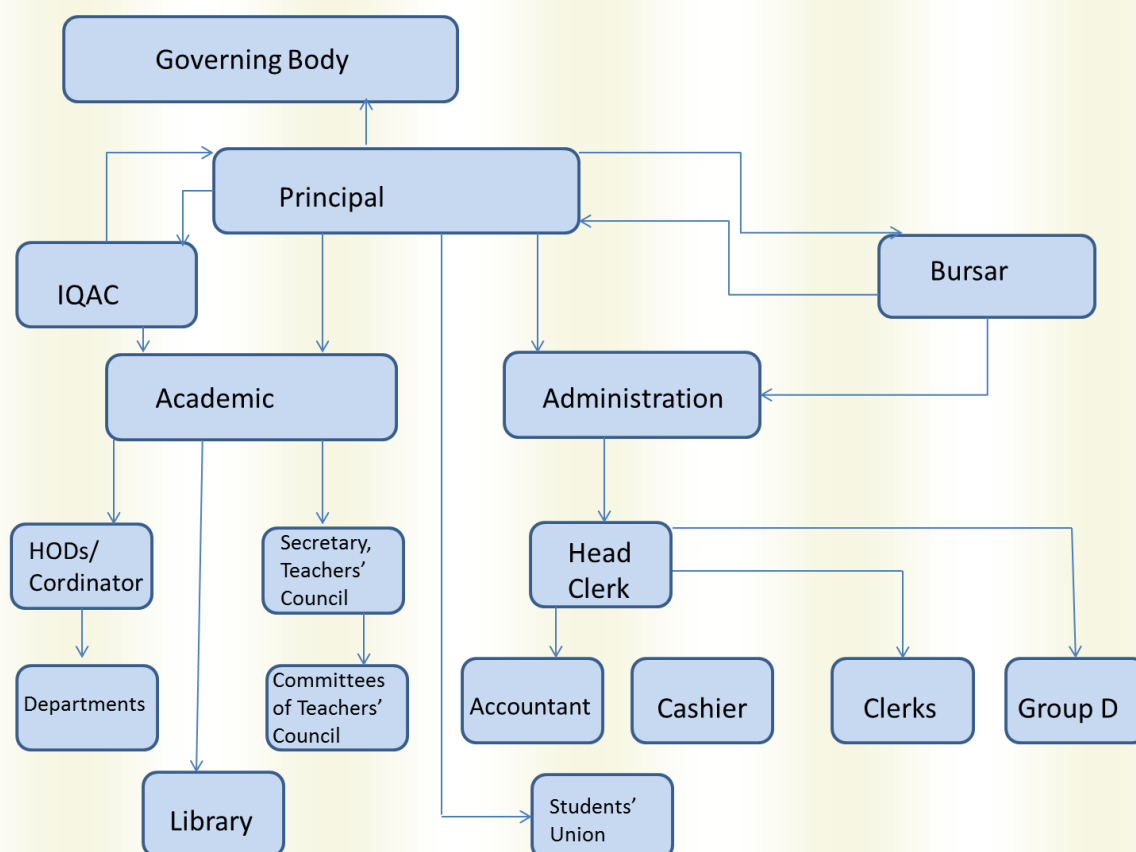 Governing Body
Principal
Bursar
IQAC
Academic
Administration
HODs/
Cordinator
Secretary,
Teachers’
Council
Head
Clerk
Departments
Committees
of Teachers’
Council
Accountant
Cashier
Clerks
Group D
Library
Students’
Union